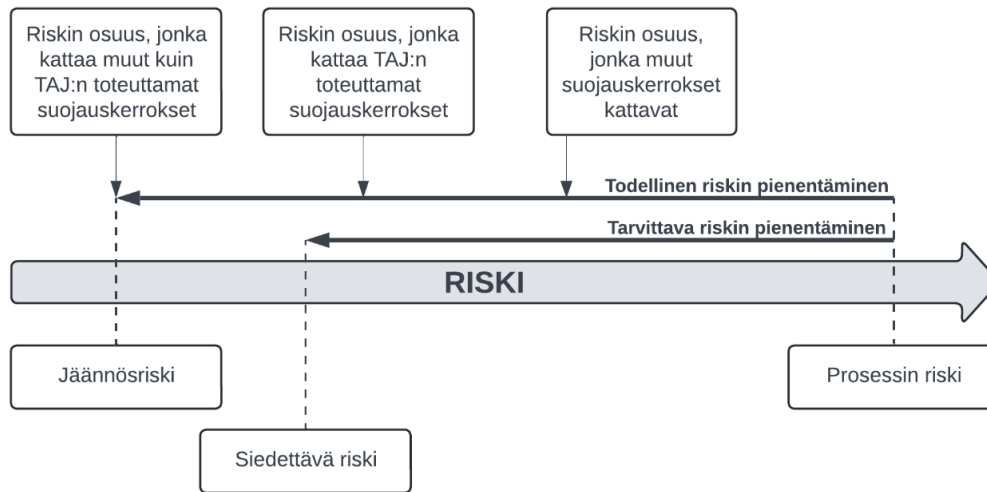 Riskin osuus, jonka
kattaa muut kuin
TAJ:n toteuttamat
suojauskerrokset
Riskin osuus, jonka
kattaa TAJ:n
toteuttamat
suojauskerrokset
Riskin osuus,
jonka muut
suojauskerrokset
kattavat
Todellinen riskin pienentäminen
Tarvittava riskin pienentäminen
RISKI
Jäännösriski
Prosessin riski
Siedettävä riski